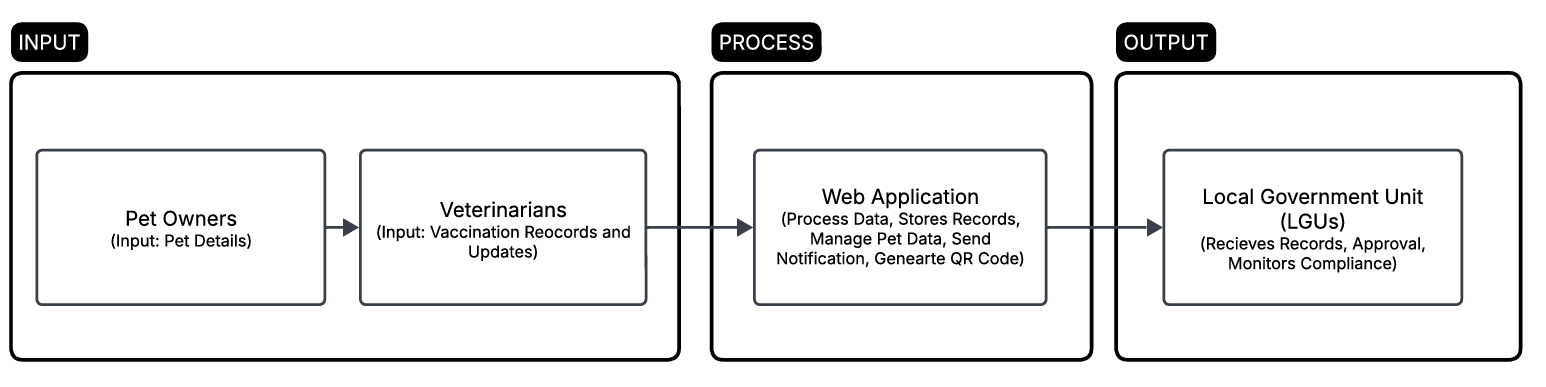 INPUT
PROCESS
OUTPUT
Pet Owners
(Input: Pet Details)
Veterinarians
(Input: Vaccination Reocords and
Updates)
Web Application
(Process Data, Stores Records,
Manage Pet Data, Send
Notification, Genearte QR Code)
Local Government Unit
(LGUs)
(Recieves Records, Approval,
Monitors Compliance)